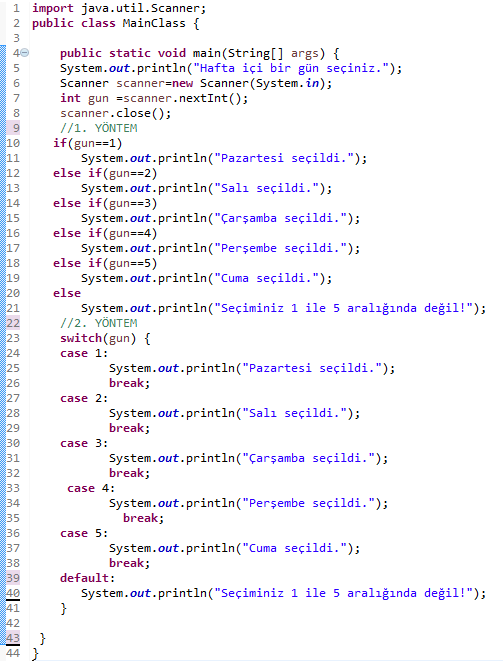 1 import java.util.Scanner;
2 public class MainClass {
3
4 public static void main(String[] args) {
5 System.out.println("Hafta içi bir gün seçiniz.");
6 Scanner scanner=new Scanner(System.in);
7 int gun =scanner.nextInt();
8 scanner.close();
9 //1. YÖNTEM
10 if(gun==1)
11 System.out.println("Pazartesi seçildi.");
12 else if(gun==2)
13 System.out.println("Salı seçildi.");
14 else if(gun==3)
15 System.out.println("Çarşamba seçildi.");
16 else if(gun==4)
17 System.out.println("Perşembe seçildi.");
18 else if(gun==5)
19 System.out.println("Cuma seçildi.");
20 else
21 System.out.println("Seçiminiz 1 ile 5 aralığında değil!");
22 //2. YÖNTEM
23 switch(gun) {
24 case 1:
25 System.out.println("Pazartesi seçildi.");
26 break;
27 case 2:
28 System.out.println("Salı seçildi.");
29 break;
30 case 3:
31 System.out.println("Çarşamba seçildi.");
32 break;
33 case 4:
34 System.out.println("Perşembe seçildi.");
35 break;
36 case 5:
37 System.out.println("Cuma seçildi.");
38 break;
39 default:
40 System.out.println("Seçiminiz 1 ile 5 aralığında değil!");
41 }
42
43 }
44 }